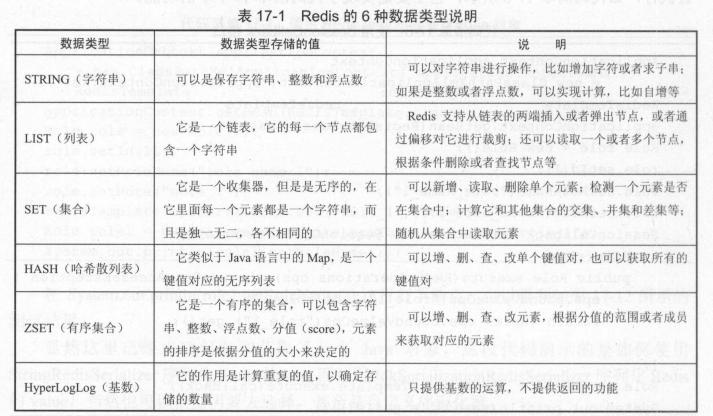 表 17-1 Redis 的 6 种数据类型说明
数据类型
数据类型存储的值
说 明
STRING（字符串）
可以是保存字符串、整数和浮点数
可以对字符串进行操作，比如增加字符或者求子串；
如果是整数或者浮点数，可以实现计算，比如自增等
LIST（列表）
它是一个链表，它的每一个节点都包
含一个字符串
Redis 支持从链表的两端插入或者弹出节点，或者通
过偏移对它进行裁剪；还可以读取一个或者多个节点，
根据条件删除或者查找节点等
SET（集合）
它是一个收集器，但是是无序的，在
它里面每一个元素都是一个字符串，而
且是独一无二，各不相同的
可以新增、读取、删除单个元素；检测一个元素是否
在集合中；计算它和其他集合的交集、并集和差集等；
随机从集合中读取元素
HASH（哈希散列表）
它类似于 Java 语言中的 Map，是一个
键值对应的无序列表
可以增、删、查、改单个键值对，也可以获取所有的
键值对
ZSET（有序集合）
它是一个有序的集合，可以包含字符
串、整数、浮点数、分值（score），元素
的排序是依据分值的大小来决定的
可以增、删、查、改元素，根据分值的范围或者成员
来获取对应的元素
HyperLogLog（基数）
它的作用是计算重复的值，以确定存
储的数量
只提供基数的运算，不提供返回的功能